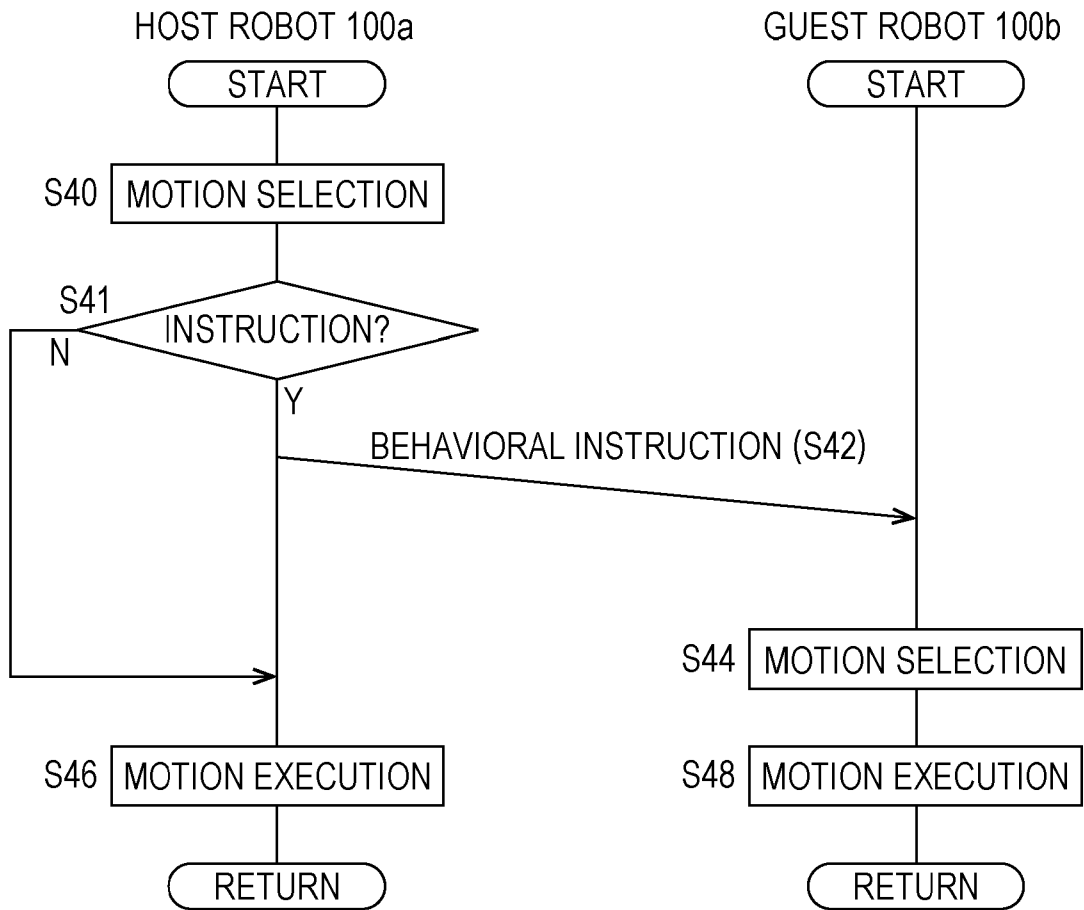 HOST ROBOT 100a
GUEST ROBOT 100b
START
START
S40
MOTION SELECTION
S41
INSTRUCTION?
N
Y
BEHAVIORAL INSTRUCTION (S42)
S44
MOTION SELECTION
S46
MOTION EXECUTION
S48
MOTION EXECUTION
RETURN
RETURN